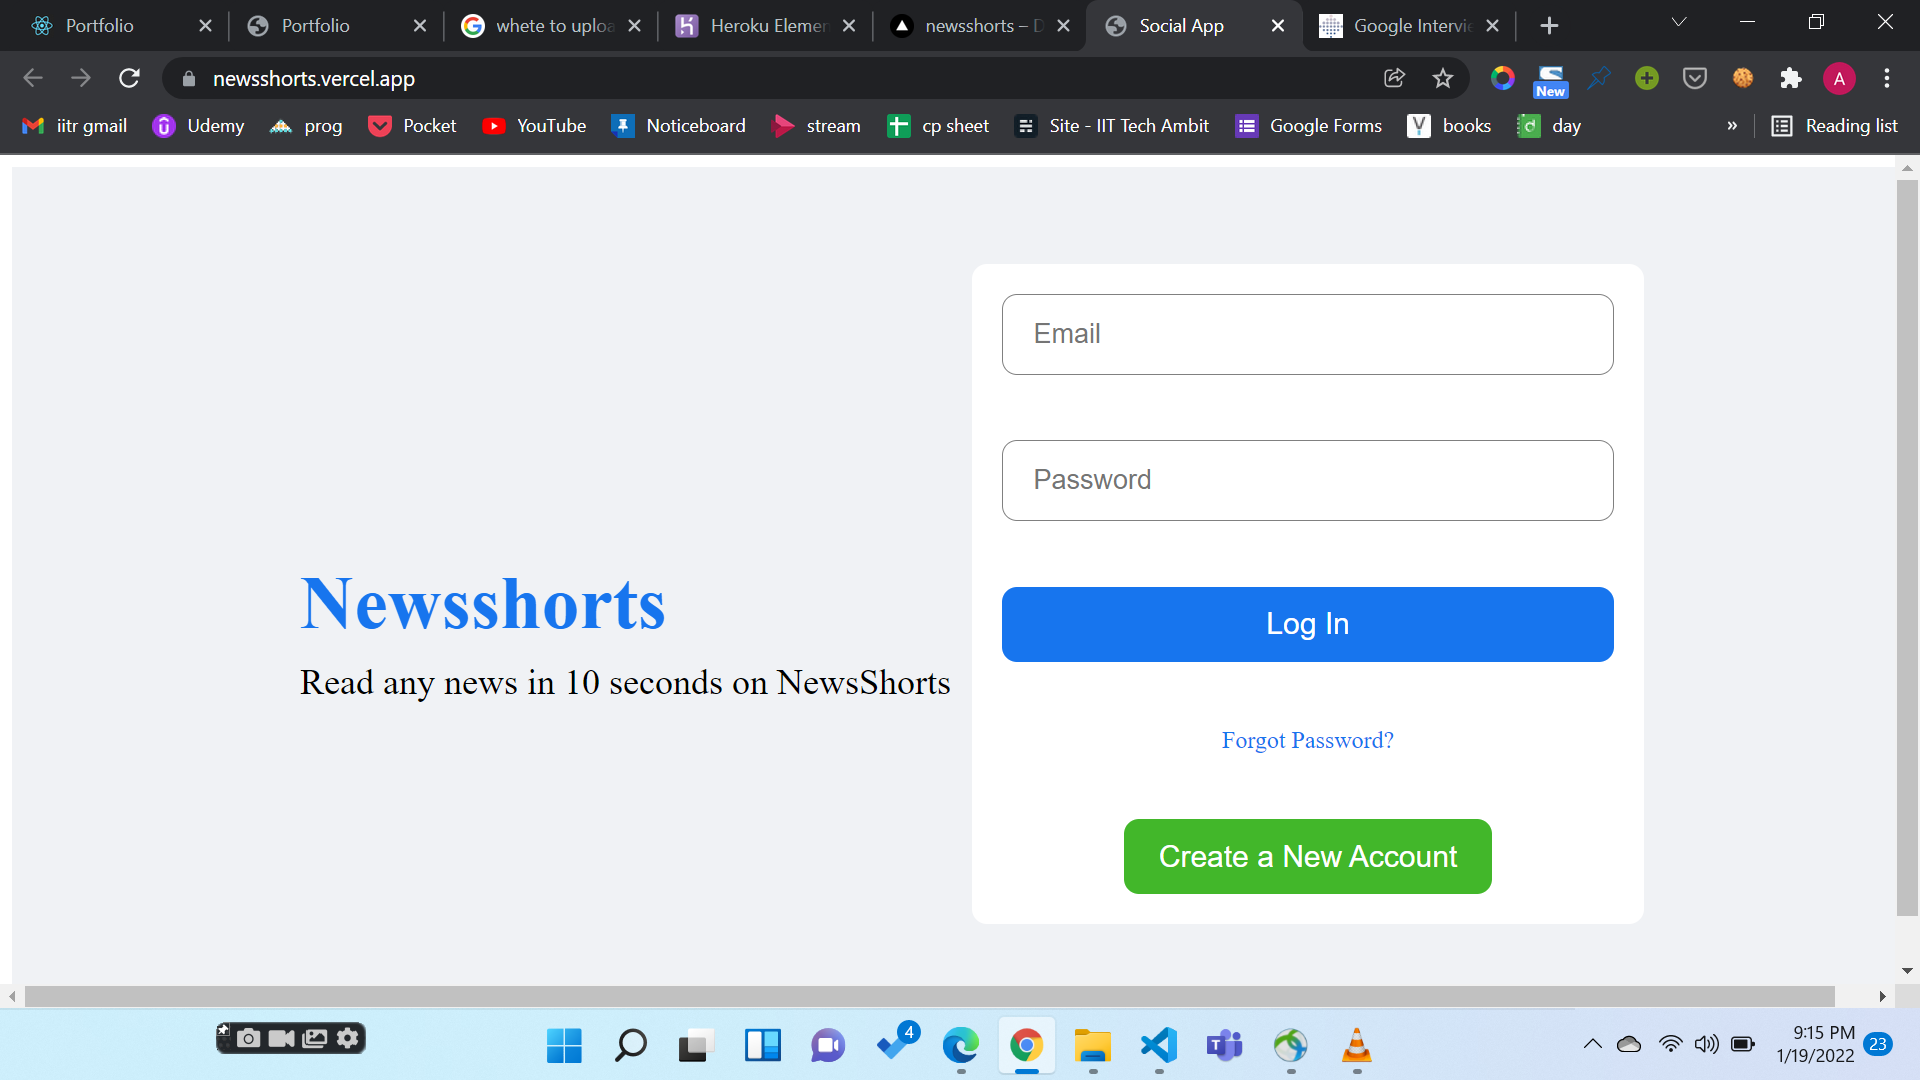 Portfolio
Portfolio
whete to uploa
Heroku Elemen
newsshorts – D
Social App
Google Intervie
newsshorts.vercel.app
New
A
iitr gmail
Udemy
prog
Pocket
YouTube
Noticeboard
stream
cp sheet
Site - IIT Tech Ambit
Google Forms
books
day
»
Reading list
Email
Password
Newsshorts
Log In
Read any news in 10 seconds on NewsShorts
Forgot Password?
Create a New Account
4
9:15 PM
1/19/2022
23